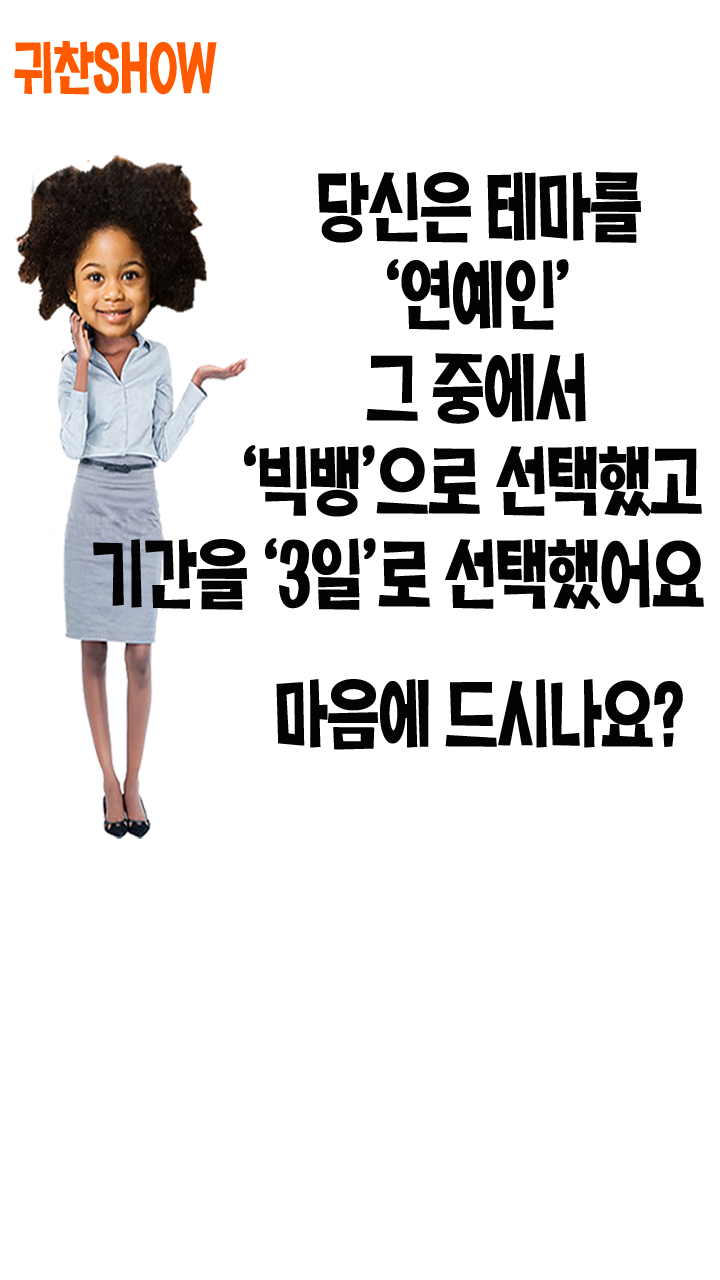 귀찬SHOW
당신은 테마를
‘연예인’
그 중에서
‘빅뱅’으로 선택했고
기간을 ‘3일’로 선택했어요
마음에 드시나요?